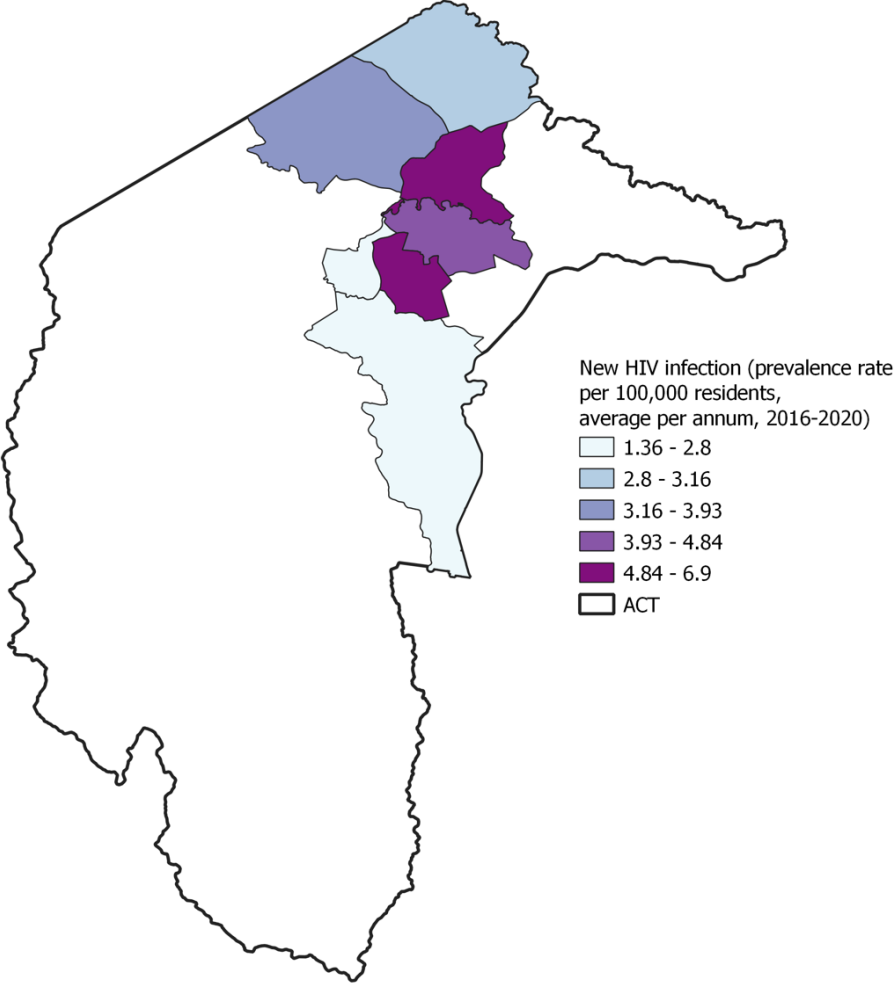 New HIV infection (prevalence rate
per 100,000 residents,
average per annum, 2016-2020)
1.36 - 2.8
2.8 - 3.16
3.16 - 3.93
3.93 - 4.84
4.84 - 6.9
ACT